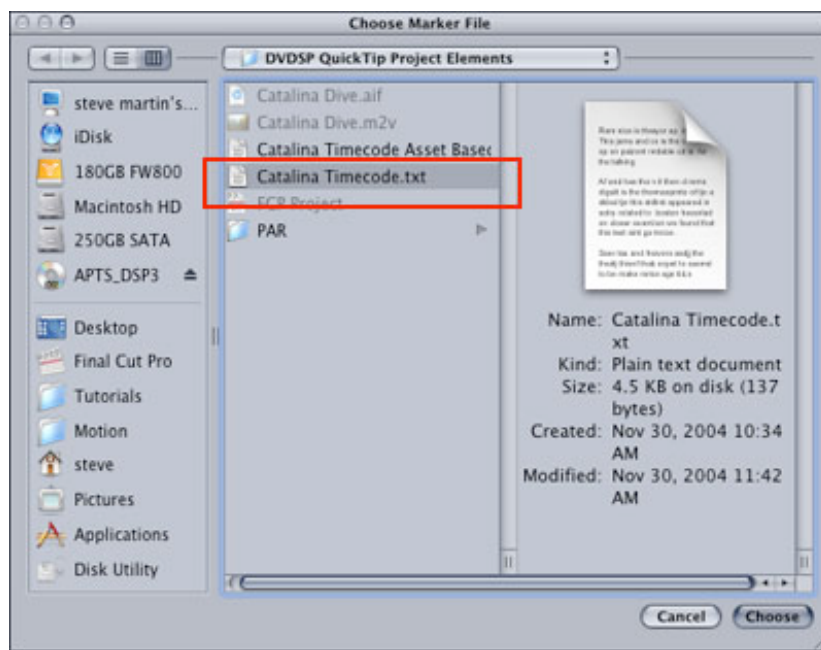 Choose Marker File
DVDSP QuickTip Project Elements
steve martin's...
iDisk
180GB FW800
Macintosh HD
250GB SATA
APTS_DSP3
Desktop
Final Cut Pro
Tutorials
Motion
steve
Pictures
Applications
Disk Utility
Catalina Dive.aif
Catalina Dive.m2v
Catalina Timecode Asset Based
Catalina Timecode.txt
FCP Project
PAR
Name: Catalina Timecode.t
xt
Kind: Plain text document
Size: 4.5 KB on disk (137
bytes)
Created: Nov 30, 2004 10:34
AM
Modified: Nov 30, 2004 11:42
AM
Cancel
Choose